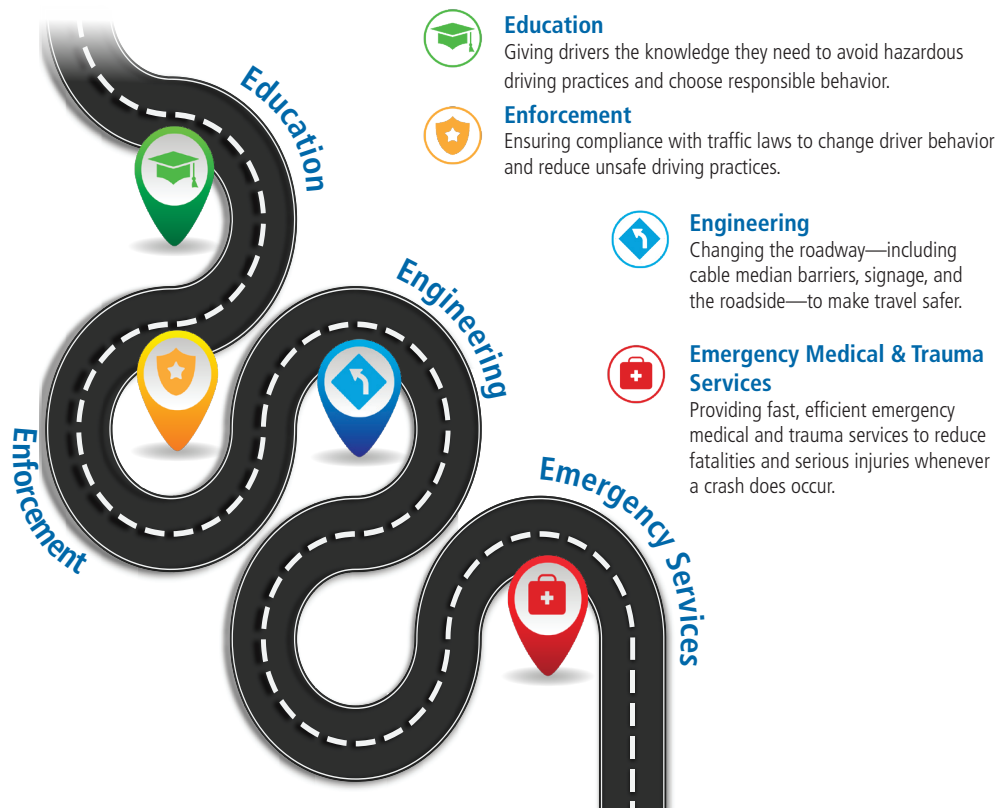 Education
Giving drivers the knowledge they need to avoid hazardous
driving practices and choose responsible behavior.
Enforcement
Ensuring compliance with traffic laws to change driver behavior
and reduce unsafe driving practices.
Engineering
Changing the roadway—including
cable median barriers, signage, and
the roadside—to make travel safer.
Emergency Medical & Trauma
Services
Providing fast, efficient emergency
medical and trauma services to reduce
fatalities and serious injuries whenever
a crash does occur.
Education
Engineering
Enforcement
Emergency Services